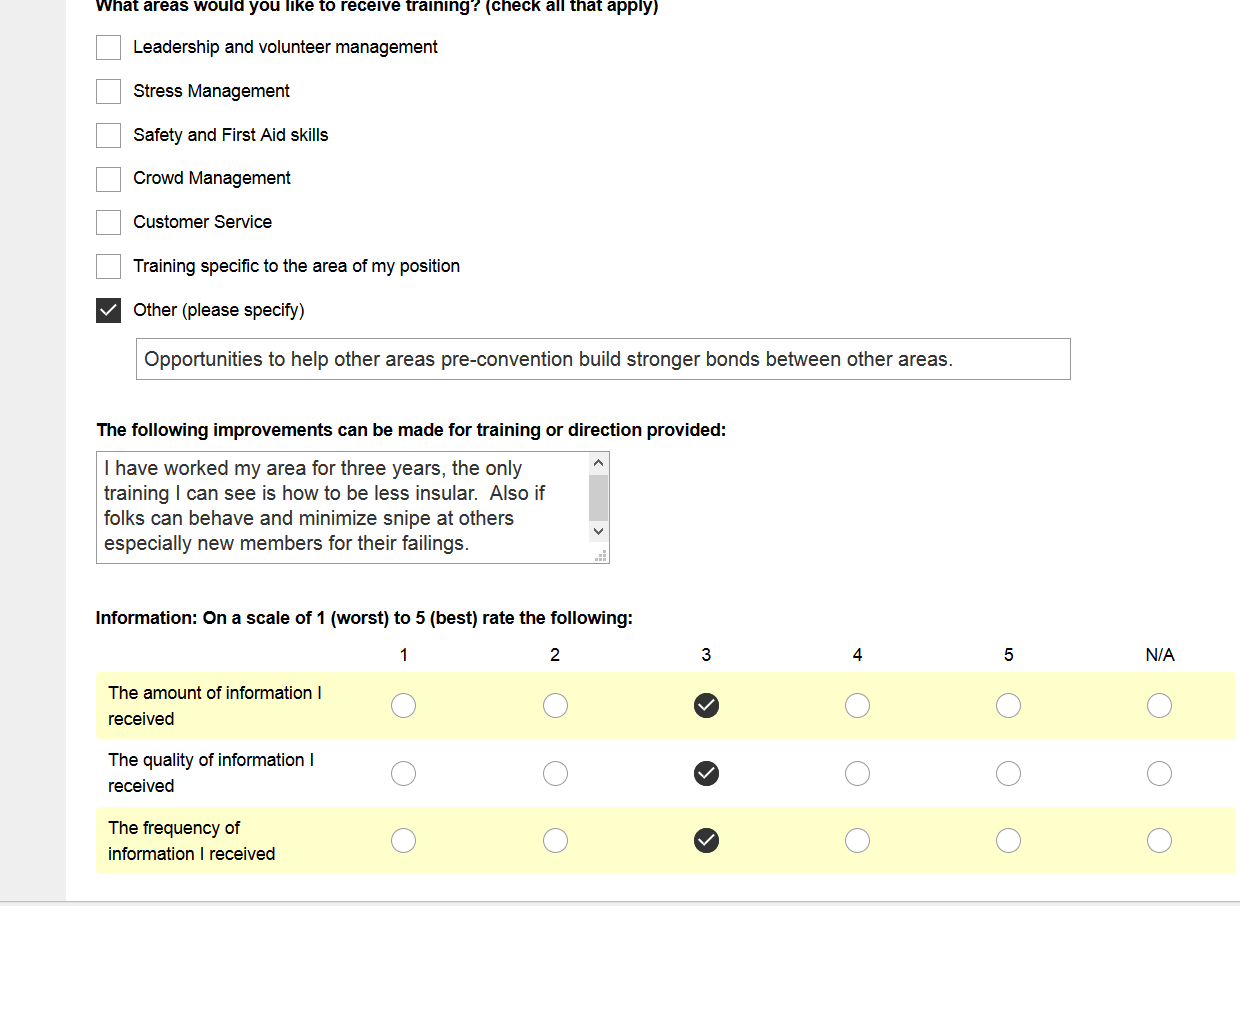 What areas would you like to receive training? (check all that apply)
Leadership and volunteer management
Stress Management
Safety and First Aid skills
Crowd Management
Customer Service
Training specific to the area of my position
Other (please specify)
Opportunities to help other areas pre-convention build stronger bonds between other areas.
The following improvements can be made for training or direction provided:
I have worked my area for three years, the only
training I can see is how to be less insular.  Also if
folks can behave and minimize snipe at others
especially new members for their failings.
Information: On a scale of 1 (worst) to 5 (best) rate the following:
1 2 3 4 5 N/A
The amount of information I
received
The quality of information I
received
The frequency of
information I received